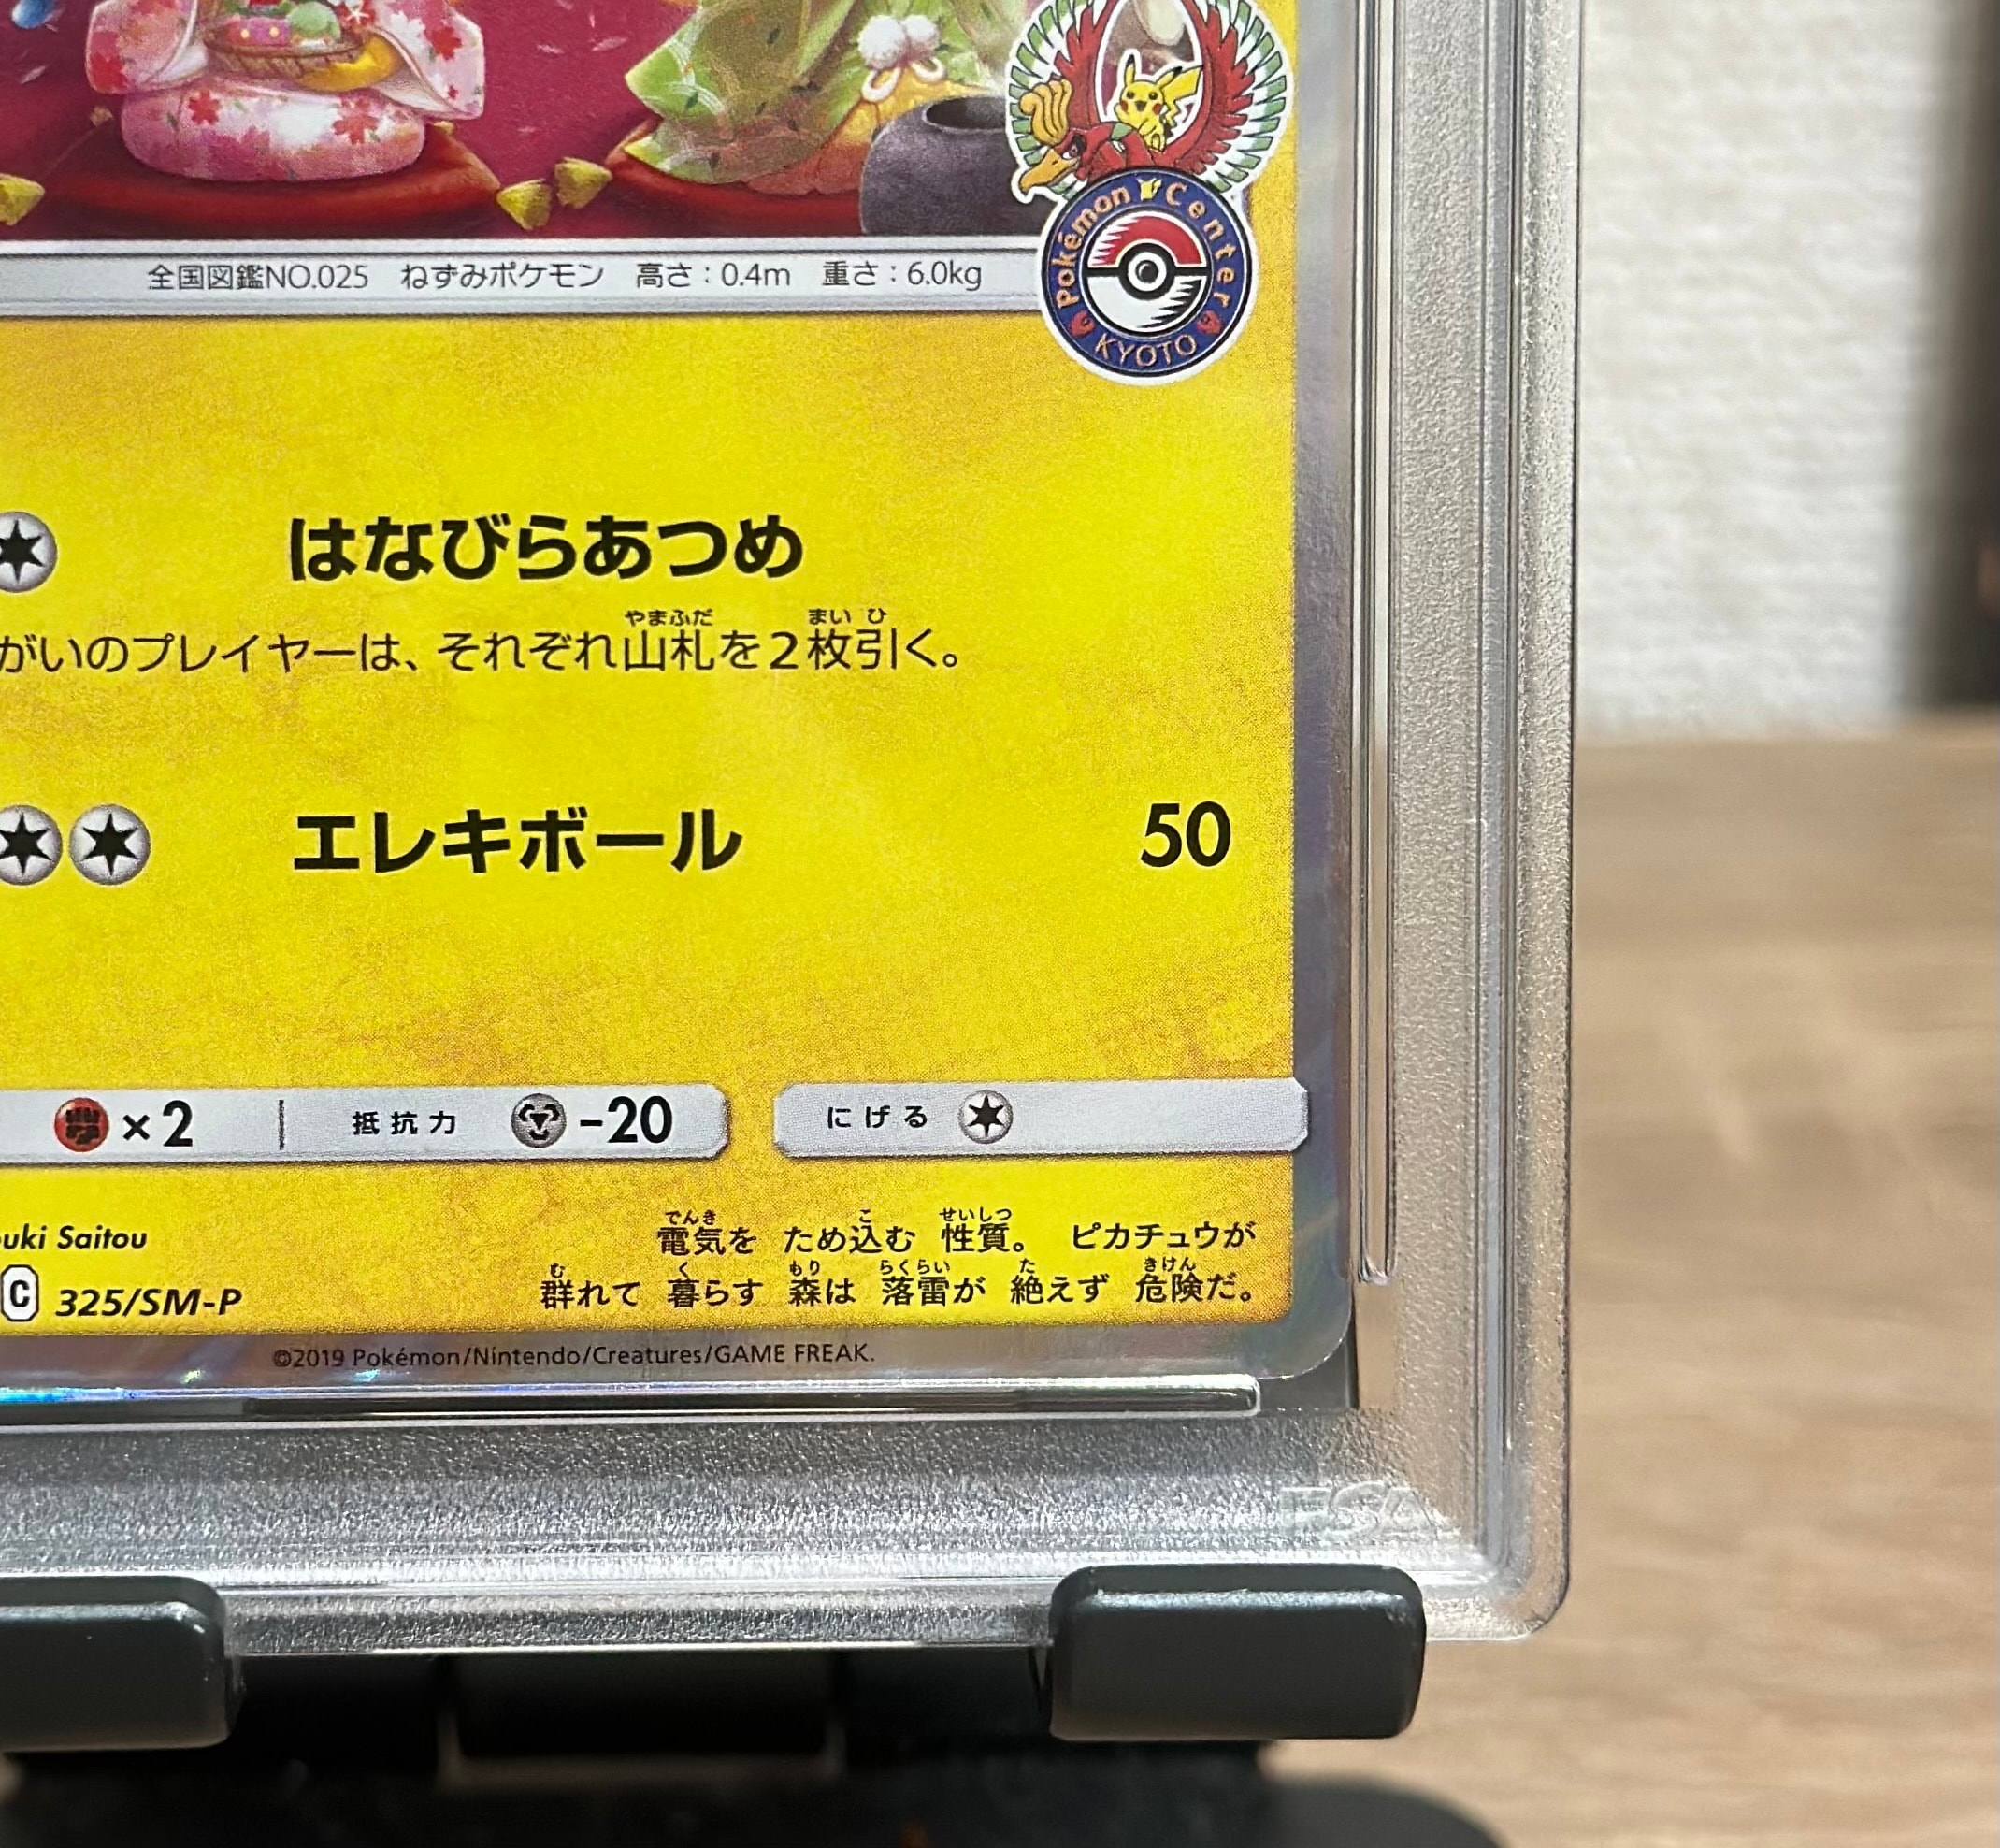 Pokémon Center
KYOTO
全国図鑑NO.025 ねずみポケモン 高さ:0.4m 重さ:6.0kg
はなびらあつめ
やまふだ まい ひ
がいのプレイヤーは、それぞれ山札を2枚引く。
エレキボール 50
×2 抵抗力 −20 にげる
でんき こ せいしつ
uki Saitou 電気を ため込む 性質。 ピカチュウが
む く もり らくらい た きけん
C 325/SM-P 群れて 暮らす 森は 落雷が 絶えず 危険だ。
©2019 Pokémon/Nintendo/Creatures/GAME FREAK.
PSA